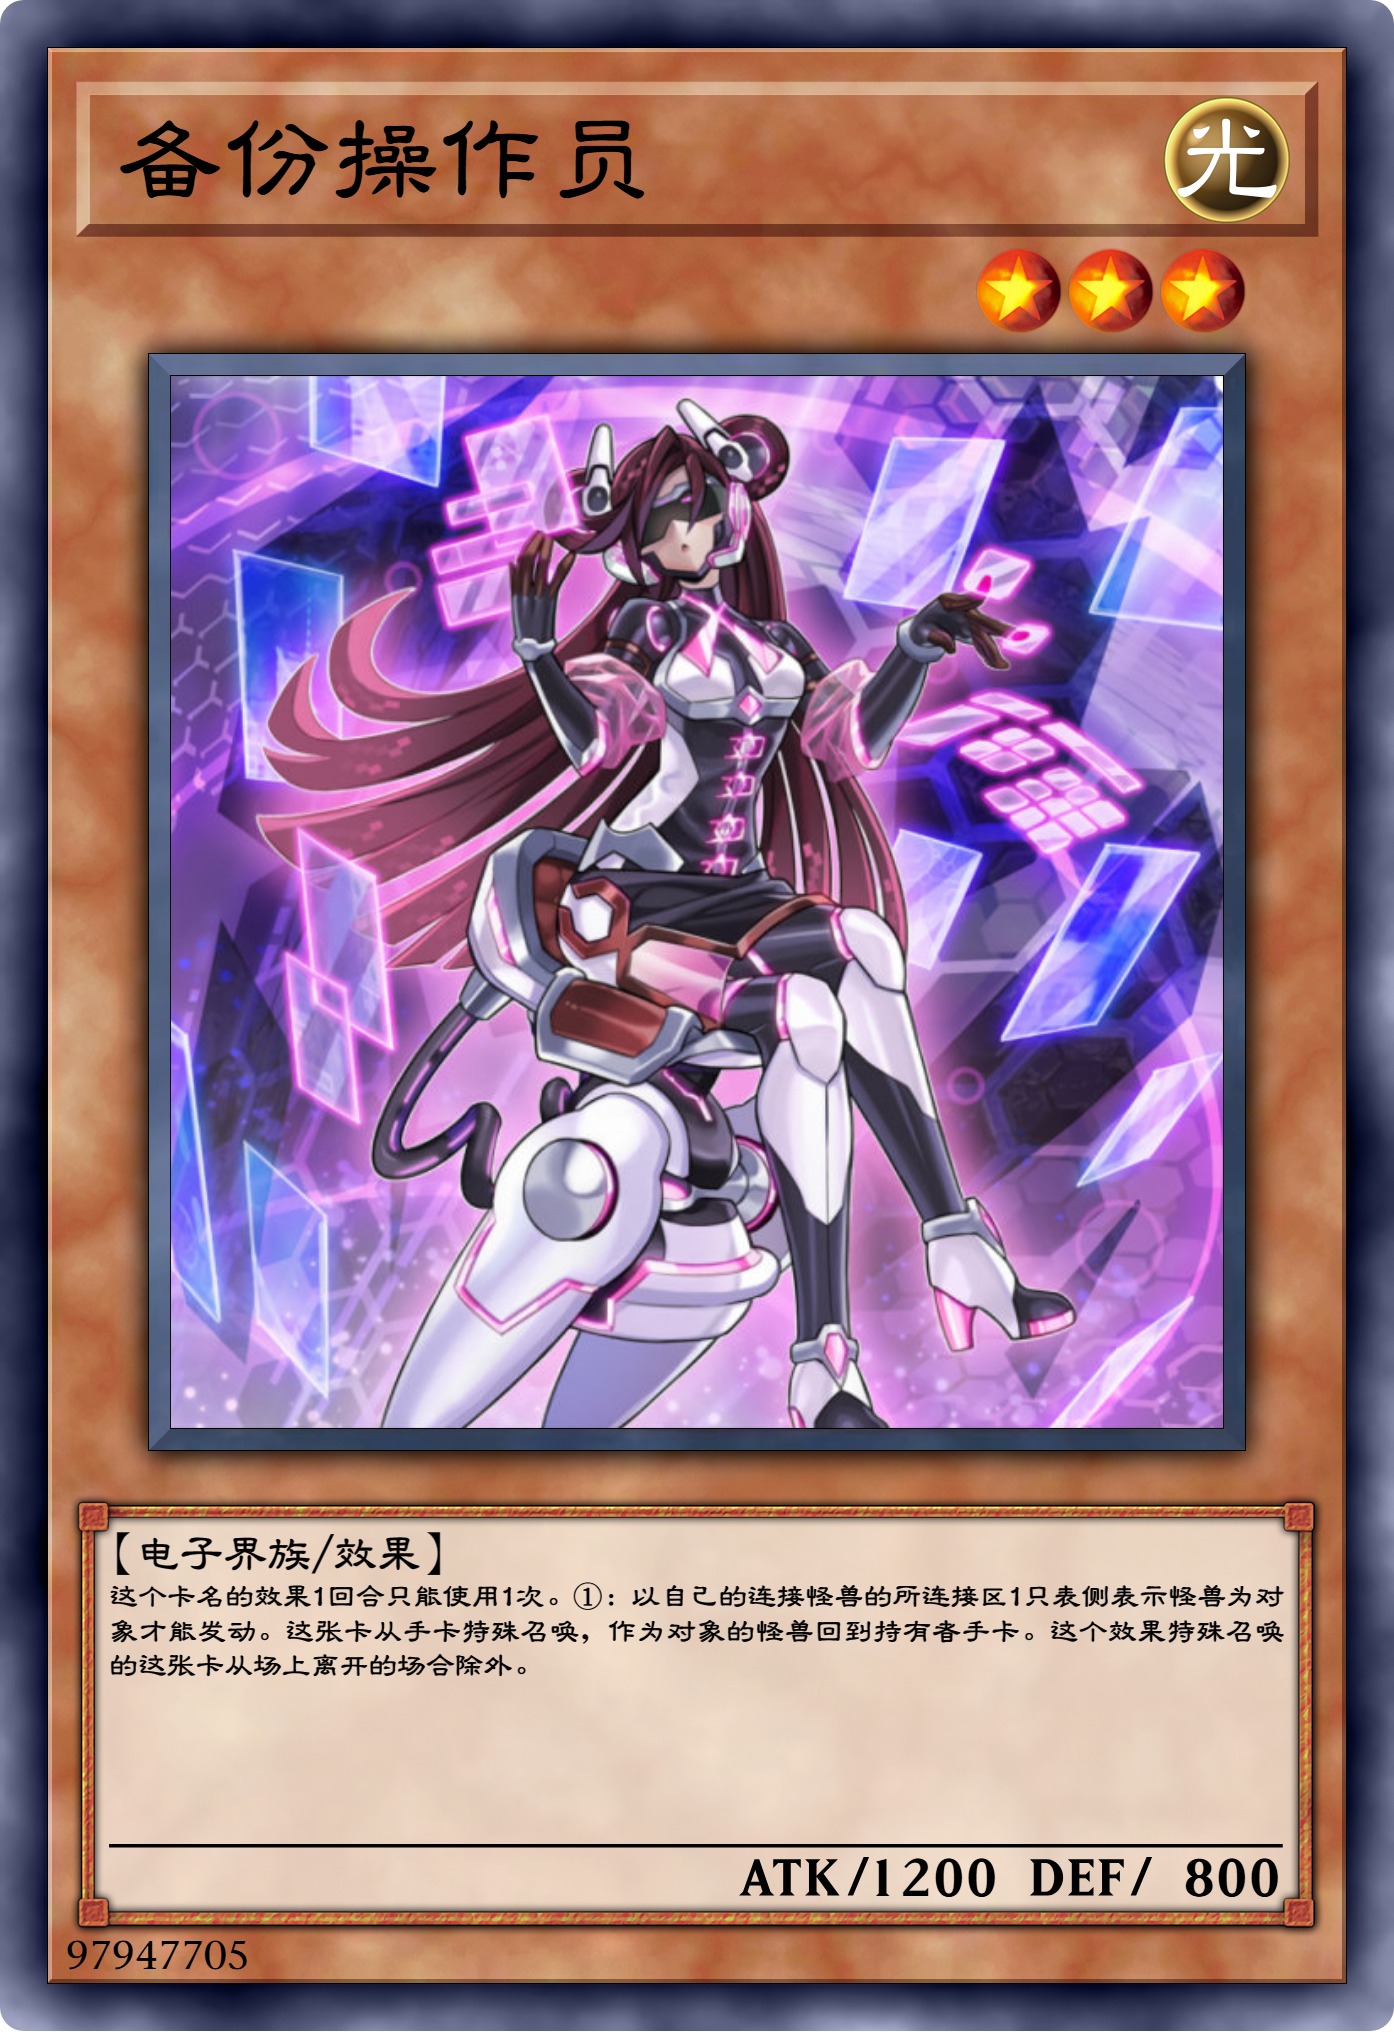 备份操作员
光
【电子界族/效果】
这个卡名的效果1回合只能使用1次。①：以自己的连接怪兽的所连接区1只表侧表示怪兽为对
象才能发动。这张卡从手卡特殊召唤，作为对象的怪兽回到持有者手卡。这个效果特殊召唤
的这张卡从场上离开的场合除外。
ATK/1200 DEF/ 800
97947705